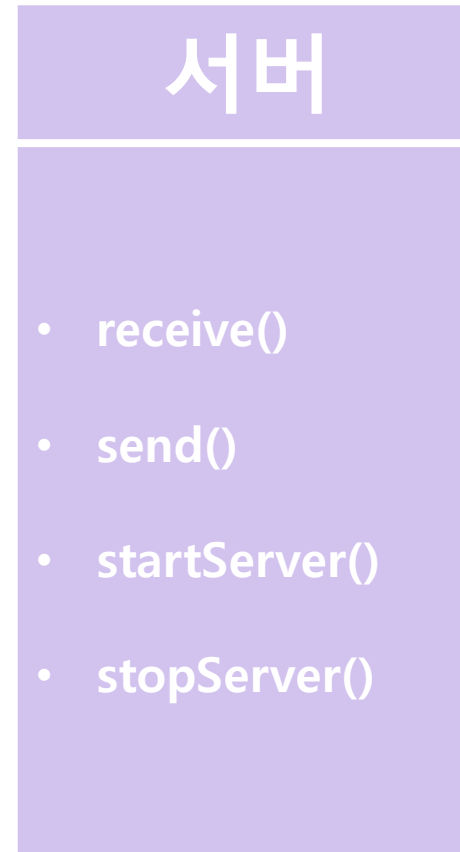 서버
• receive()
• send()
• startServer()
• stopServer()